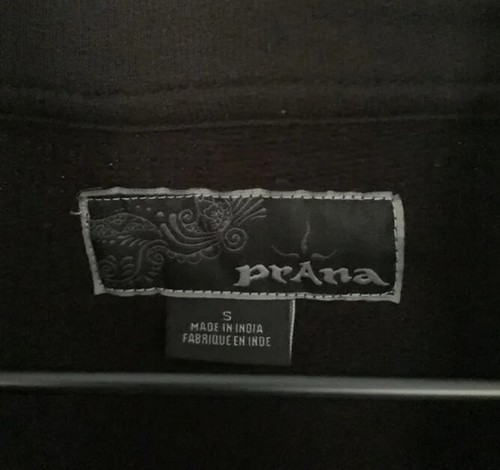 prAna
S
MADE IN INDIA
FABRIQUE EN INDE